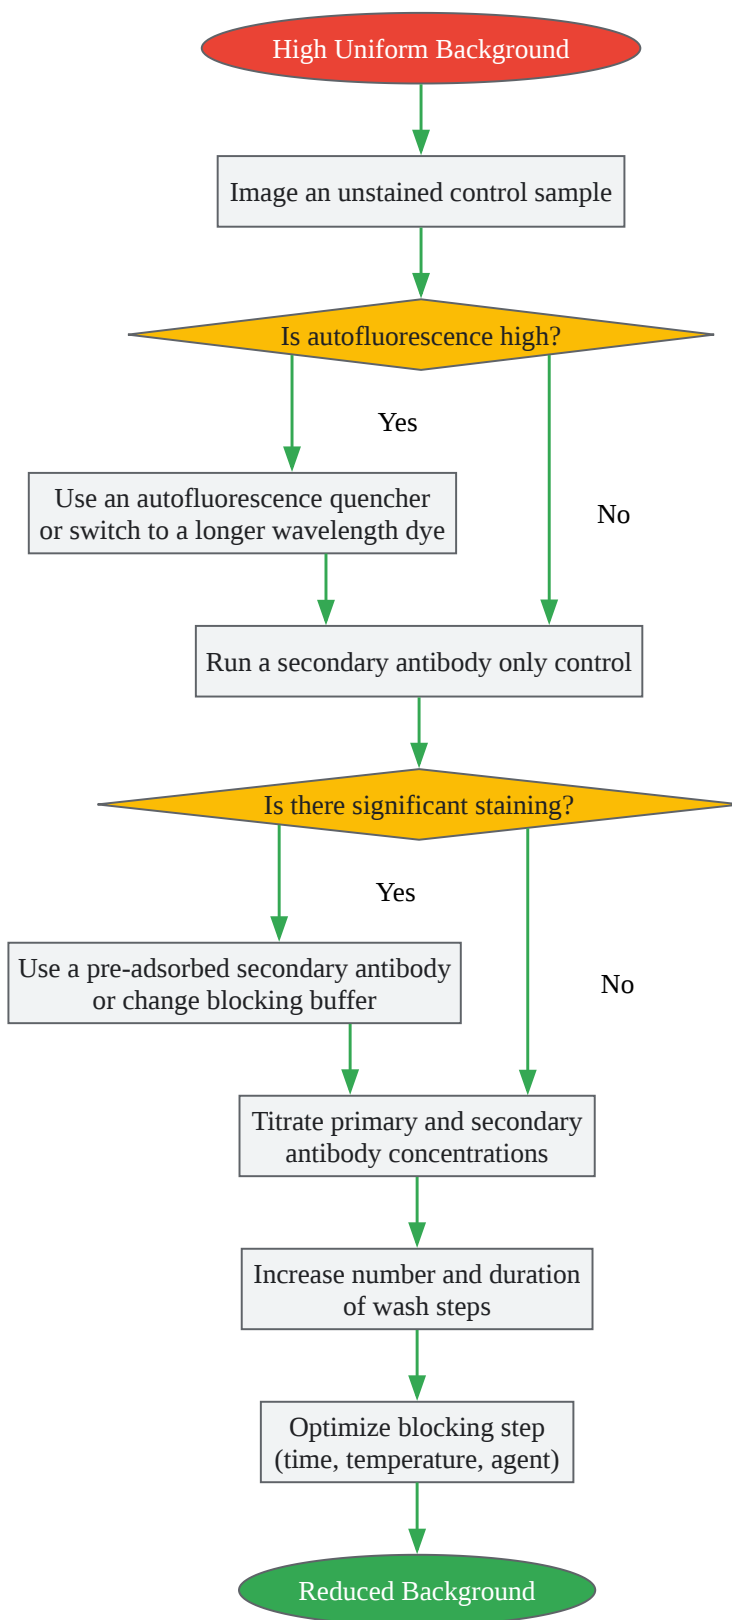 High Uniform Background
Image an unstained control sample
Is autofluorescence high?
Yes
Use an autofluorescence quencher
or switch to a longer wavelength dye
No
Run a secondary antibody only control
Is there significant staining?
Yes
Use a pre-adsorbed secondary antibody
or change blocking buffer
No
Titrate primary and secondary
antibody concentrations
Increase number and duration
of wash steps
Optimize blocking step
(time, temperature, agent)
Reduced Background